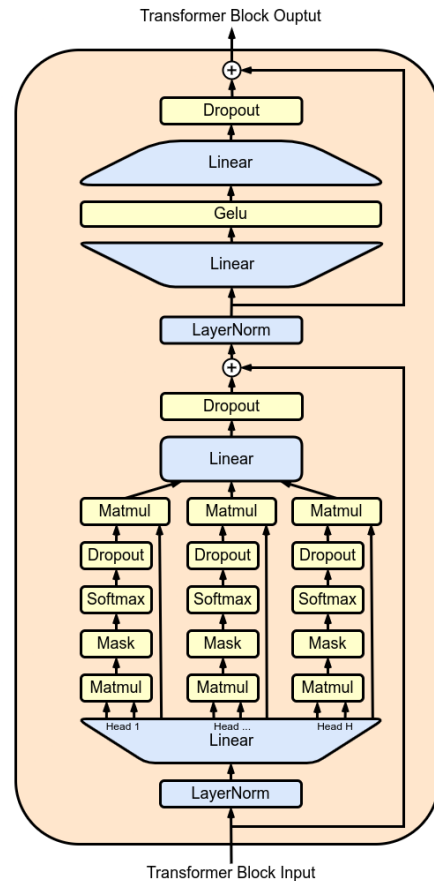 Transformer Block Ouptut
+
Dropout
Linear
Gelu
Linear
LayerNorm
+
Dropout
Linear
Matmul Matmul Matmul
Dropout Dropout Dropout
Softmax Softmax Softmax
Mask Mask Mask
Matmul Matmul Matmul
Head 1 Head ... Head H
Linear
LayerNorm
Transformer Block Input